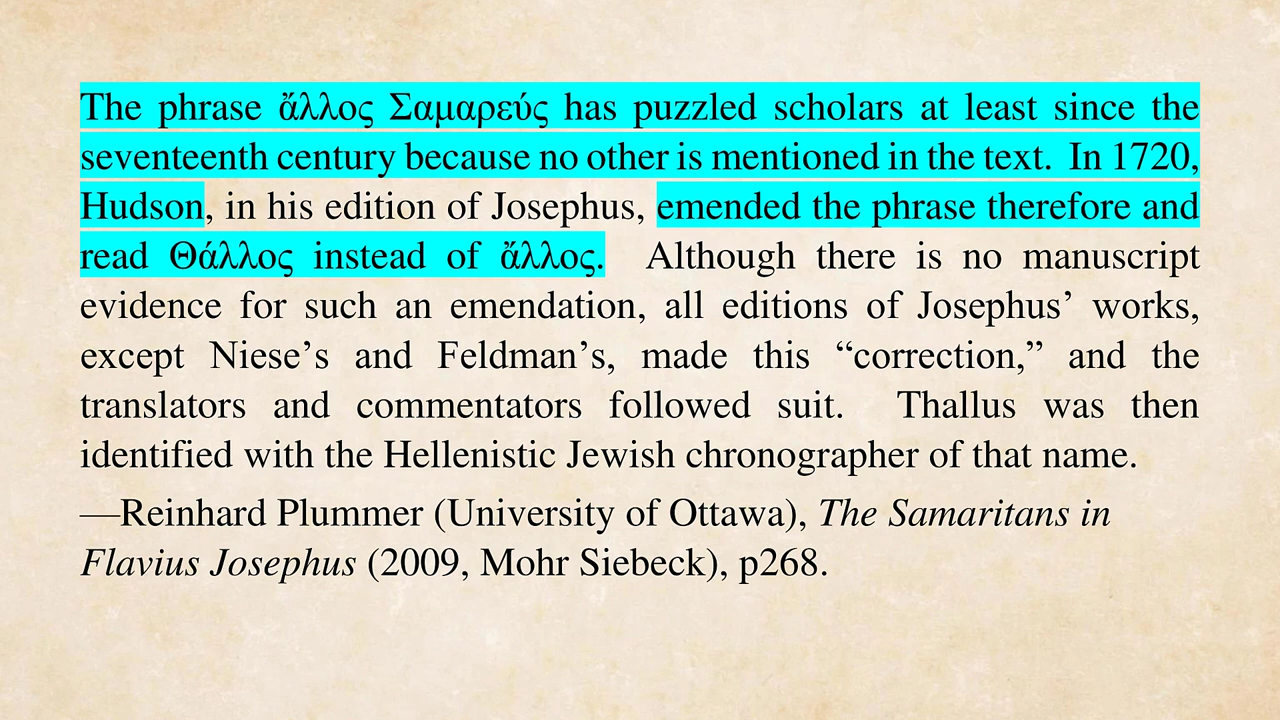 The phrase ἄλλος Σαμαρεύς has puzzled scholars at least since the
seventeenth century because no other is mentioned in the text. In 1720,
Hudson, in his edition of Josephus, emended the phrase therefore and
read Θάλλος instead of ἄλλος. Although there is no manuscript
evidence for such an emendation, all editions of Josephus’ works,
except Niese’s and Feldman’s, made this “correction,” and the
translators and commentators followed suit. Thallus was then
identified with the Hellenistic Jewish chronographer of that name.
—Reinhard Plummer (University of Ottawa), The Samaritans in
Flavius Josephus (2009, Mohr Siebeck), p268.